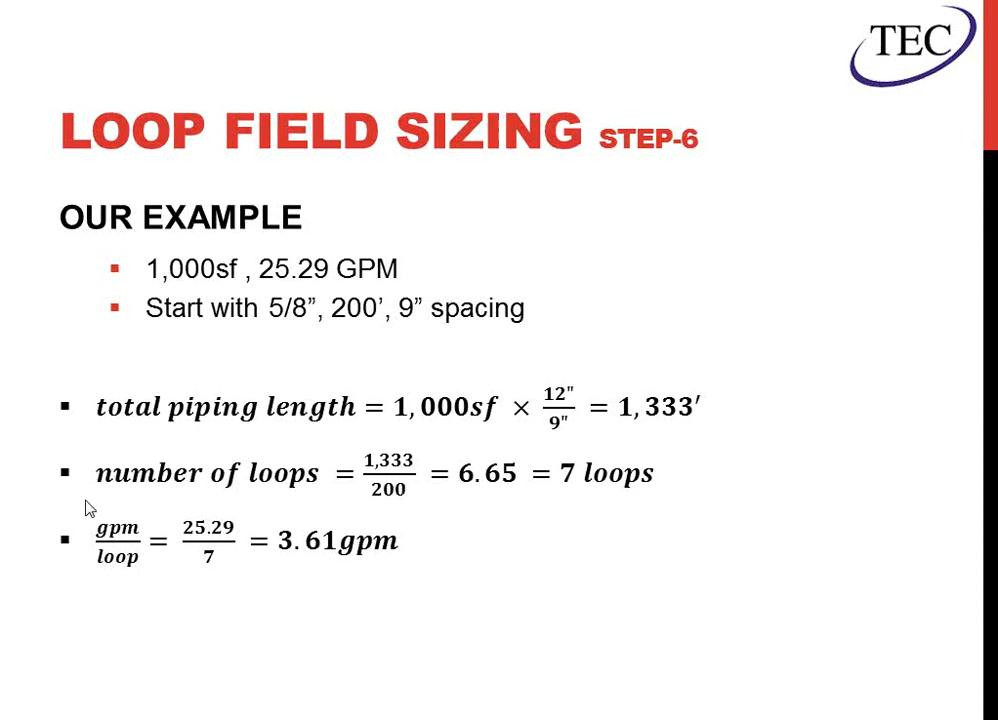 TEC
LOOP FIELD SIZING STEP-6
OUR EXAMPLE
▪ 1,000sf , 25.29 GPM
▪ Start with 5/8”, 200’, 9” spacing
▪ total piping length = 1,000sf × 12"/9" = 1,333′
▪ number of loops = 1,333/200 = 6.65 = 7 loops
▪ gpm/loop = 25.29/7 = 3.61gpm